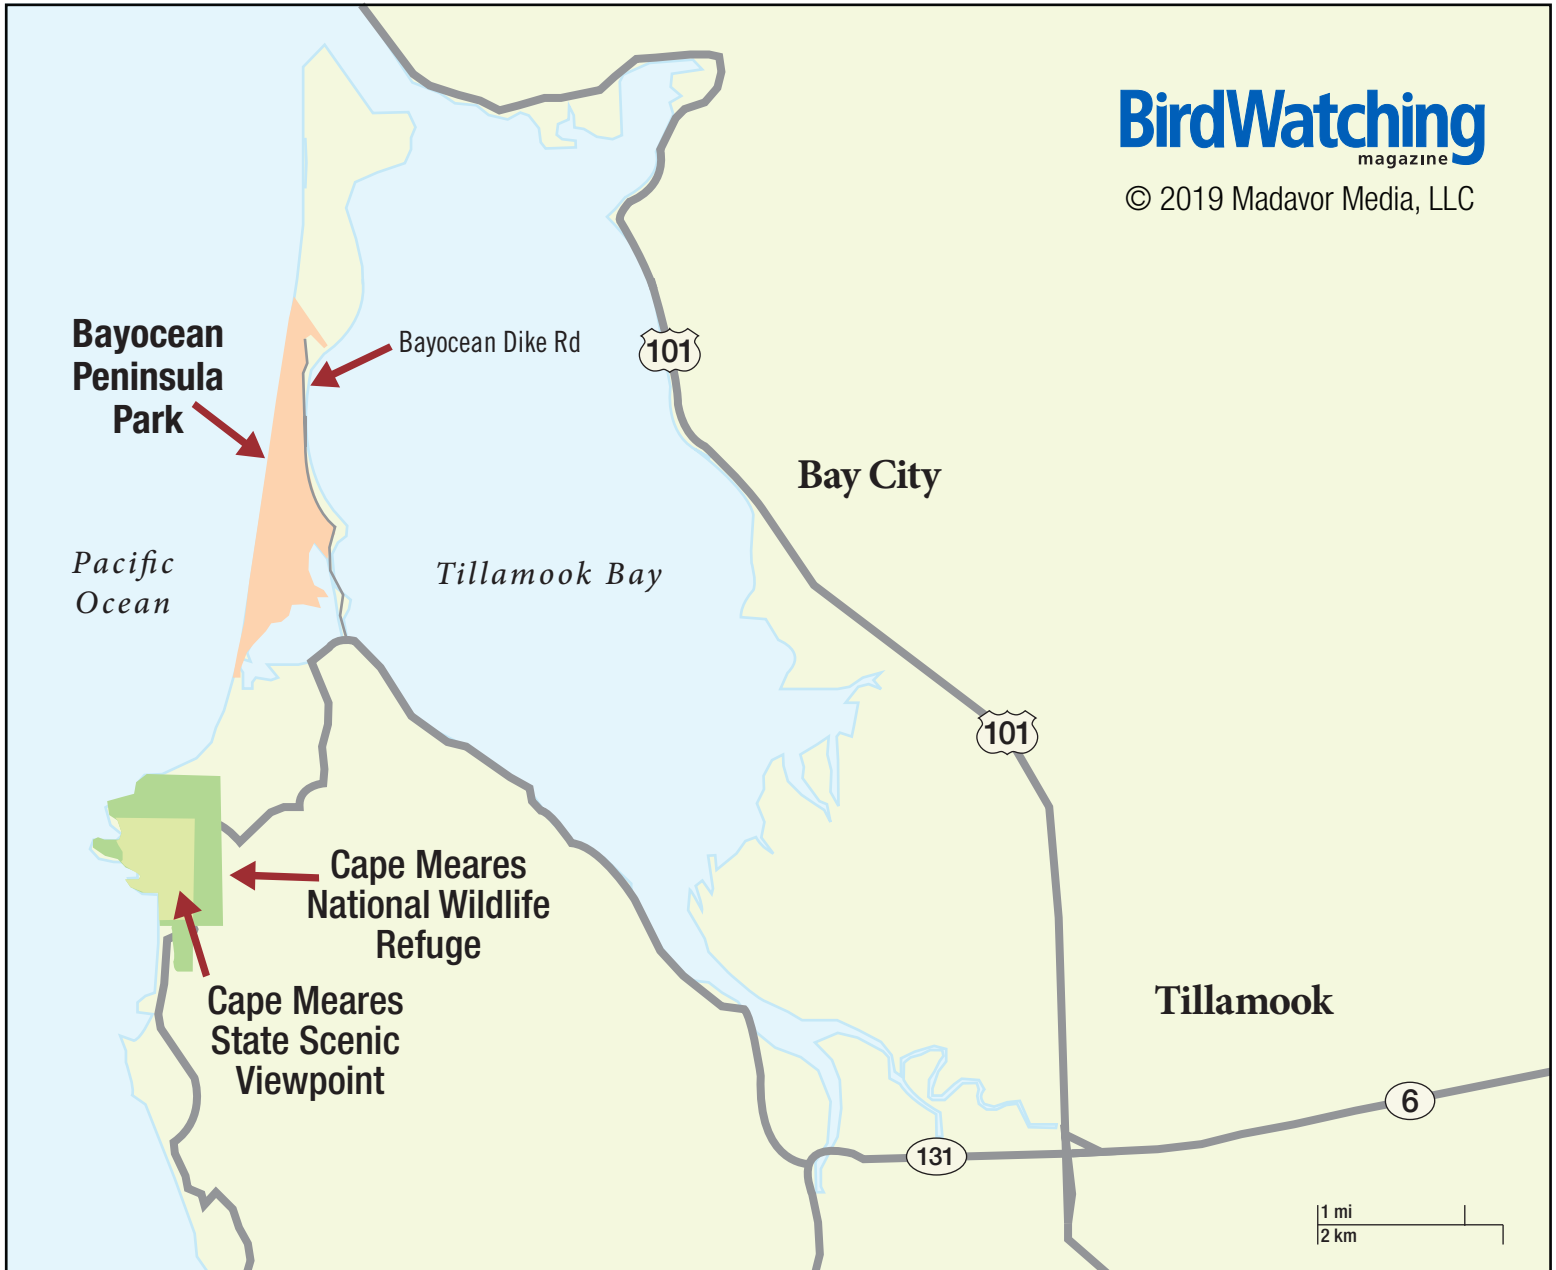 BirdWatching
magazine
© 2019 Madavor Media, LLC
Bayocean
Peninsula
Park
Bayocean Dike Rd
101
Bay City
Pacific
Ocean
Tillamook Bay
101
Cape Meares
National Wildlife
Refuge
Cape Meares
State Scenic
Viewpoint
Tillamook
6
131
1 mi
2 km